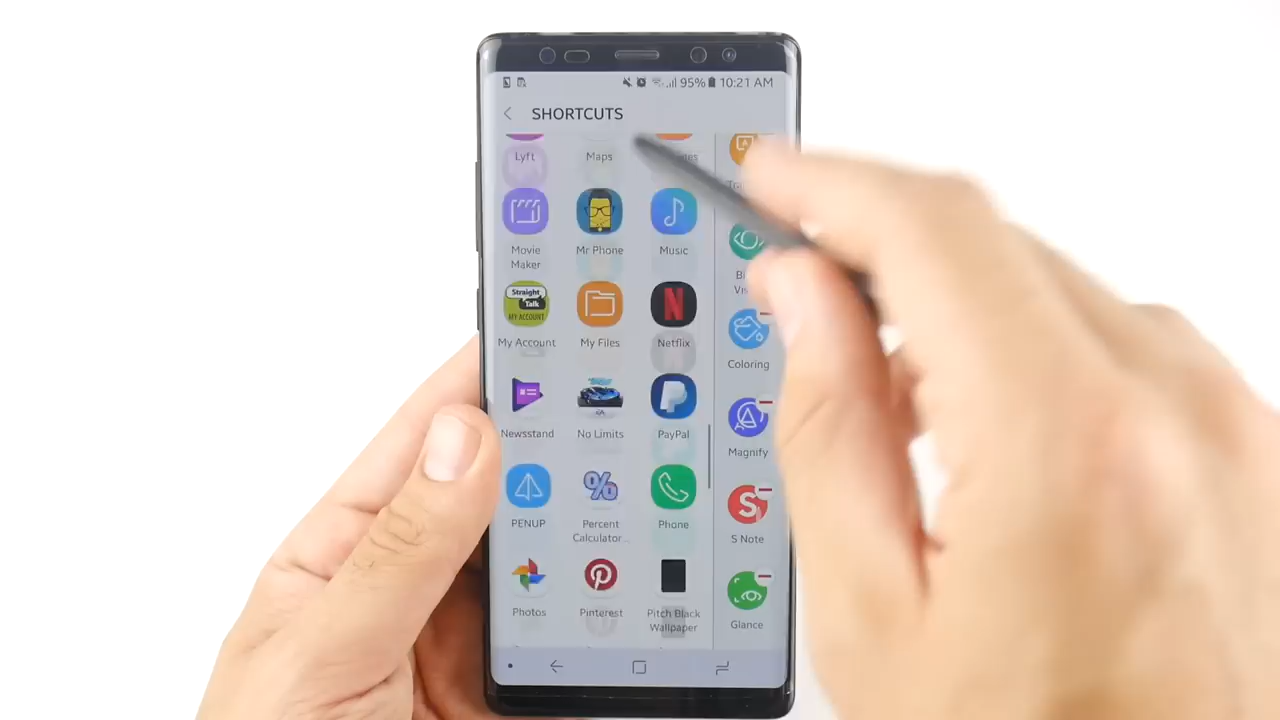 95% 10:21 AM
SHORTCUTS
Lyft Maps
Movie Maker
Mr Phone
Music
Straight Talk
MY ACCOUNT
My Account
My Files
N
Netflix
Coloring
Newsstand
No Limits
PayPal
Magnify
PENUP
%
Percent
Calculator...
Phone
S
S Note
Photos
Pinterest
Pitch Black
Wallpaper
Glance